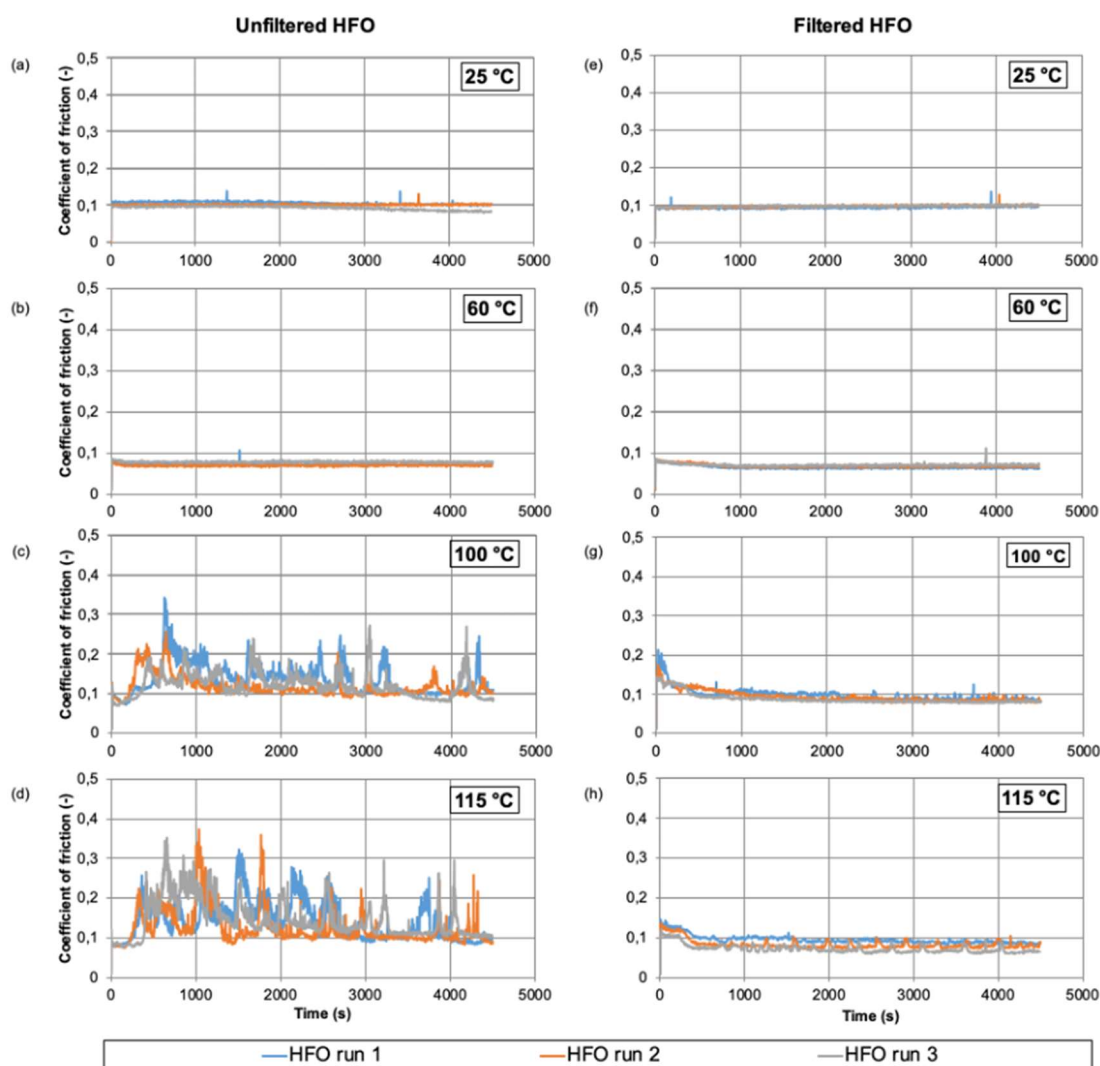 Unfiltered HFO Filtered HFO
(a) 25 °C (e) 25 °C
Coefficient of friction (-)
0,5 0,5
0,4 0,4
0,3 0,3
0,2 0,2
0,1 0,1
0 0
0 1000 2000 3000 4000 5000 0 1000 2000 3000 4000 5000
(b) 60 °C (f) 60 °C
Coefficient of friction (-)
0,5 0,5
0,4 0,4
0,3 0,3
0,2 0,2
0,1 0,1
0 0
0 1000 2000 3000 4000 5000 0 1000 2000 3000 4000 5000
(c) 100 °C (g) 100 °C
Coefficient of friction (-)
0,5 0,5
0,4 0,4
0,3 0,3
0,2 0,2
0,1 0,1
0 0
0 1000 2000 3000 4000 5000 0 1000 2000 3000 4000 5000
(d) 115 °C (h) 115 °C
Coefficient of friction (-)
0,5 0,5
0,4 0,4
0,3 0,3
0,2 0,2
0,1 0,1
0 0
0 1000 2000 3000 4000 5000 0 1000 2000 3000 4000 5000
Time (s) Time (s)
HFO run 1 HFO run 2 HFO run 3